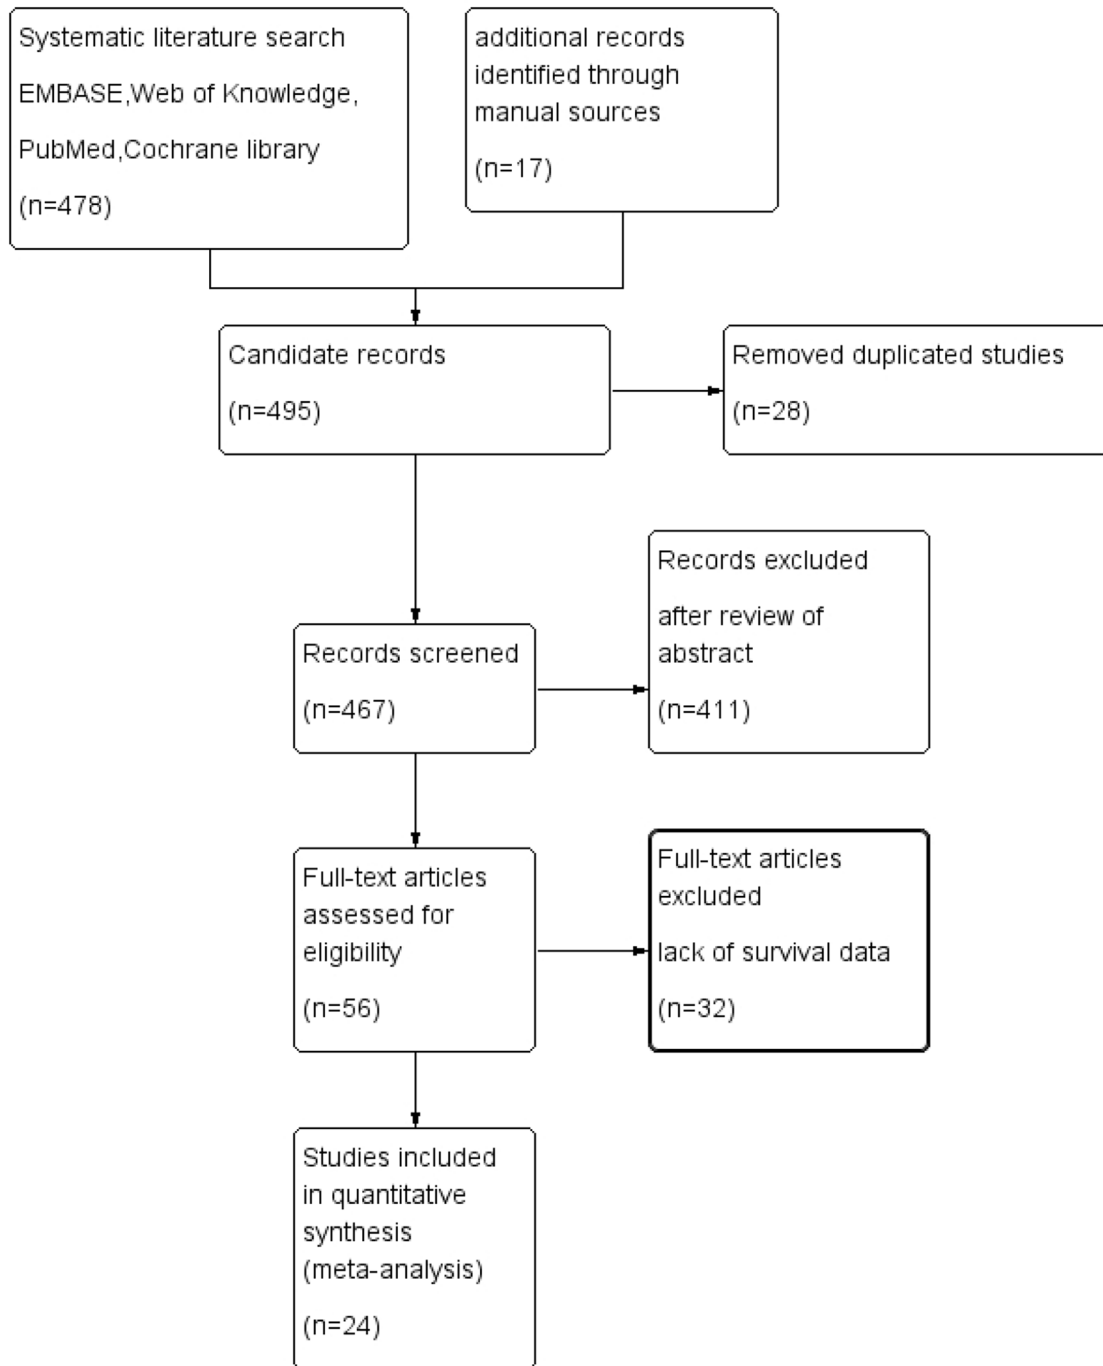 Systematic literature search
EMBASE,Web of Knowledge,
PubMed,Cochrane library
(n=478)
additional records
identified through
manual sources
(n=17)
Candidate records
(n=495)
Removed duplicated studies
(n=28)
Records screened
(n=467)
Records excluded
after review of
abstract
(n=411)
Full-text articles
assessed for
eligibility
(n=56)
Full-text articles
excluded
lack of survival data
(n=32)
Studies included
in quantitative
synthesis
(meta-analysis)
(n=24)